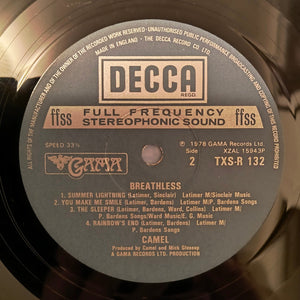 ALL RIGHTS OF THE MANUFACTURER AND OF THE OWNER OF THE RECORDED WORK RESERVED · UNAUTHORISED PUBLIC PERFORMANCE BROADCASTING AND COPYING OF THIS RECORD PROHIBITED
MADE IN ENGLAND · THE DECCA RECORD CO LTD
DECCA
REGD.
ffss
FULL FREQUENCY
STEREOPHONIC SOUND
ffss
SPEED 33⅓
℗ 1978 GAMA Records Ltd.
Side XZAL 15943P
GAMA
2 TXS-R 132
BREATHLESS
1. SUMMER LIGHTNING (Latimer, Sinclair) Latimer M/Sinclair Music
2. YOU MAKE ME SMILE (Latimer, Bardens) Latimer M/P. Bardens Songs
3. THE SLEEPER (Latimer, Bardens, Ward, Collins) Latimer M/
P. Bardens Songs/Ward Music/E. G. Music
4. RAINBOW'S END (Latimer, Bardens) Latimer M/
P. Bardens Songs
CAMEL
Produced by Camel and Mick Glossop
A GAMA RECORDS LTD. PRODUCTION